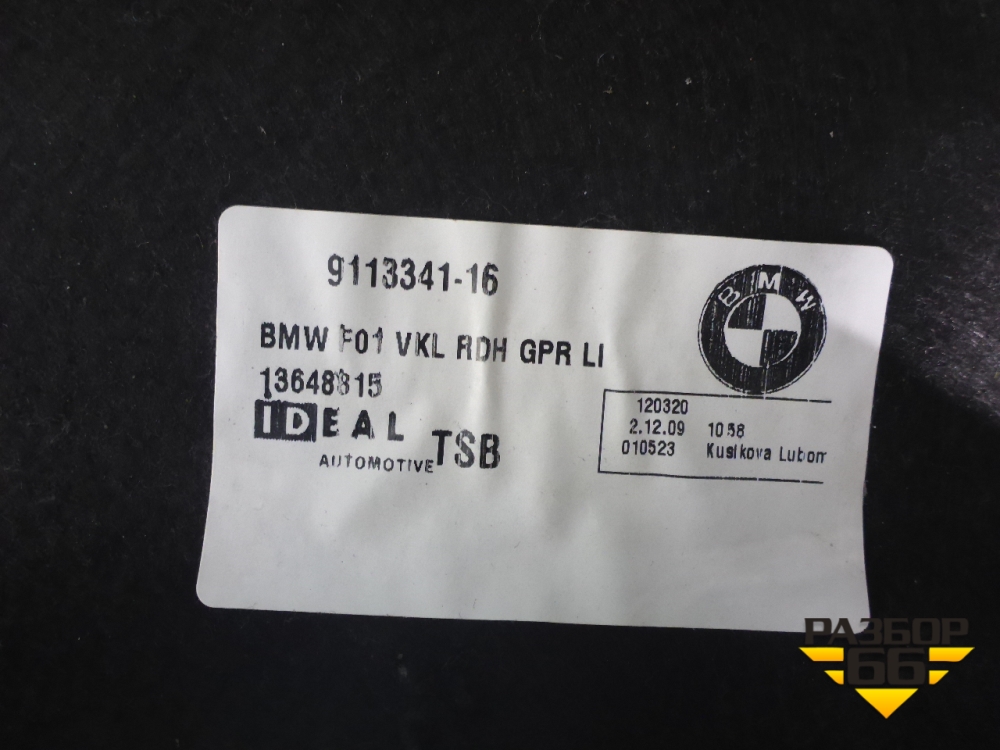 9113341-16
BMW
BMW F01 VKL RDH GPR LI
13648815
IDEAL
AUTOMOTIVE TSB
120320
2.12.09 1058
010523 Kusikova Lubom
РАЗБОР
66